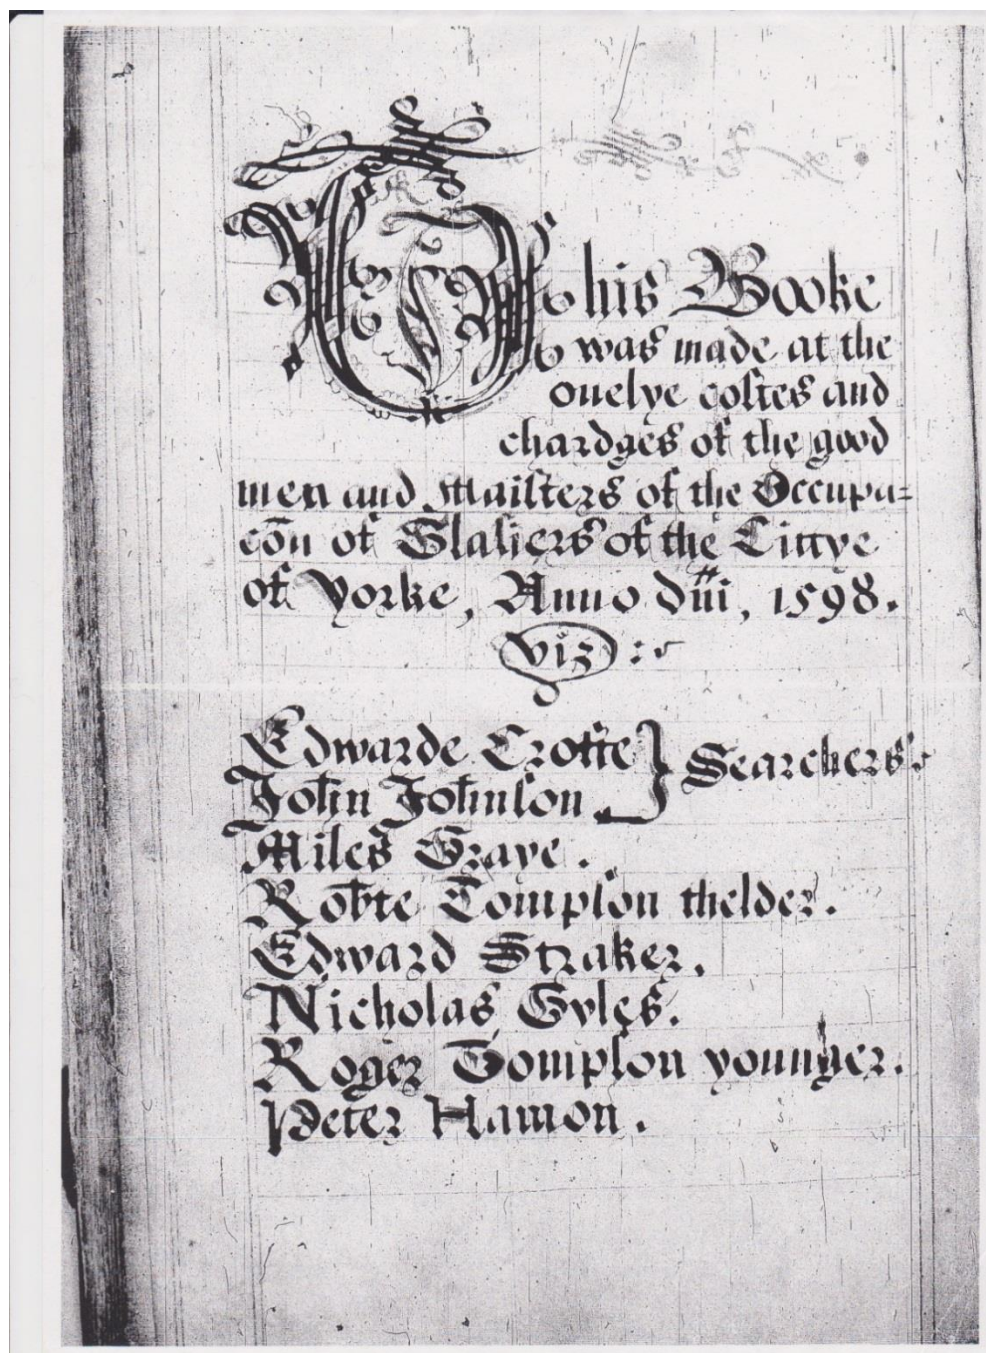 This Booke
was made at the
onelye costes and
chardges of the good
men and Maisters of the Occupa=
cōn of Glasiers of the Cittye
of Yorke, Anno Dñi, 1598.
viz :
Edwarde Crofte } Searchers
John Johnson
Miles Graye.
Robte Tompson thelder.
Edward Straker.
Nicholas Gyles.
Roger Tompson younger.
Peter Hamon.